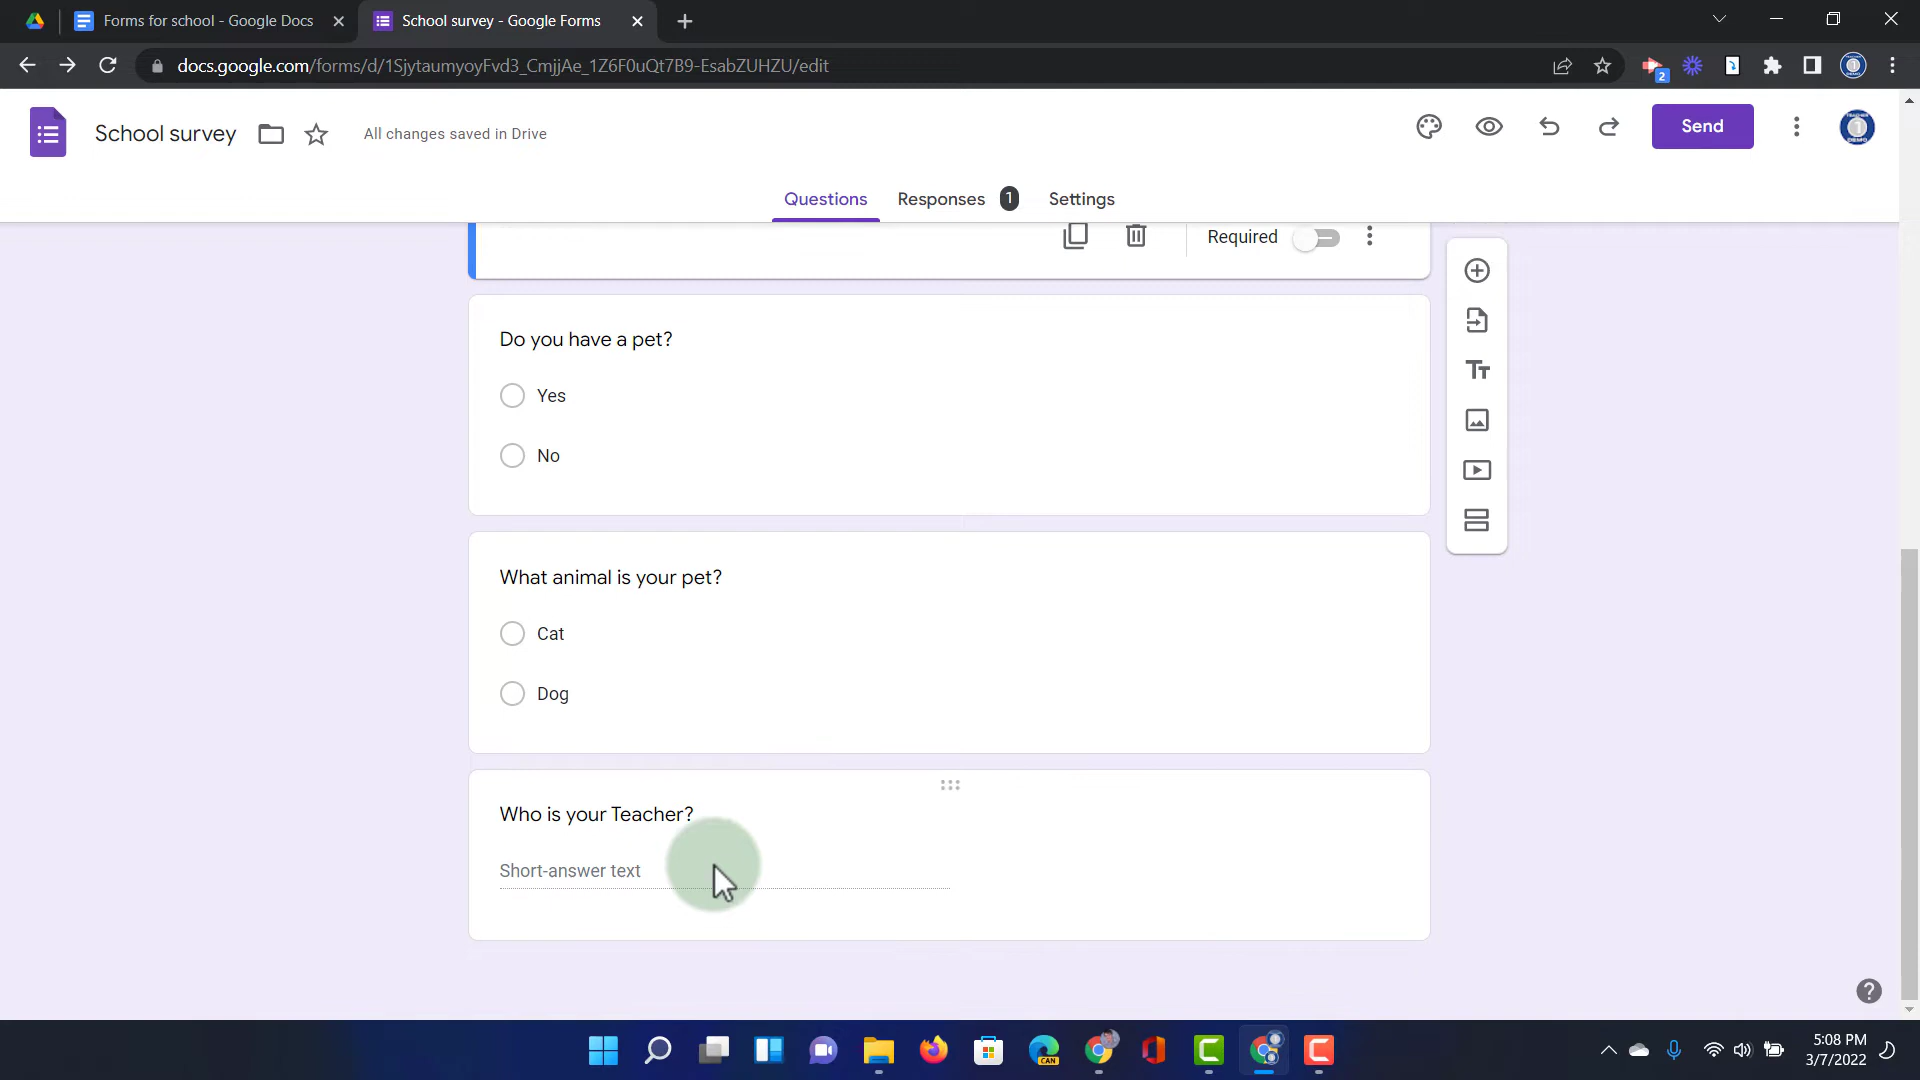 Forms for school - Google Docs
School survey - Google Forms
docs.google.com/forms/d/1SjytaumyoyFvd3_CmjjAe_1Z6F0uQt7B9-EsabZUHZU/edit
2
School survey
All changes saved in Drive
Send
Questions
Responses 1
Settings
Required
Do you have a pet?
Yes
No
What animal is your pet?
Cat
Dog
Who is your Teacher?
Short-answer text
CAN
5:08 PM
3/7/2022